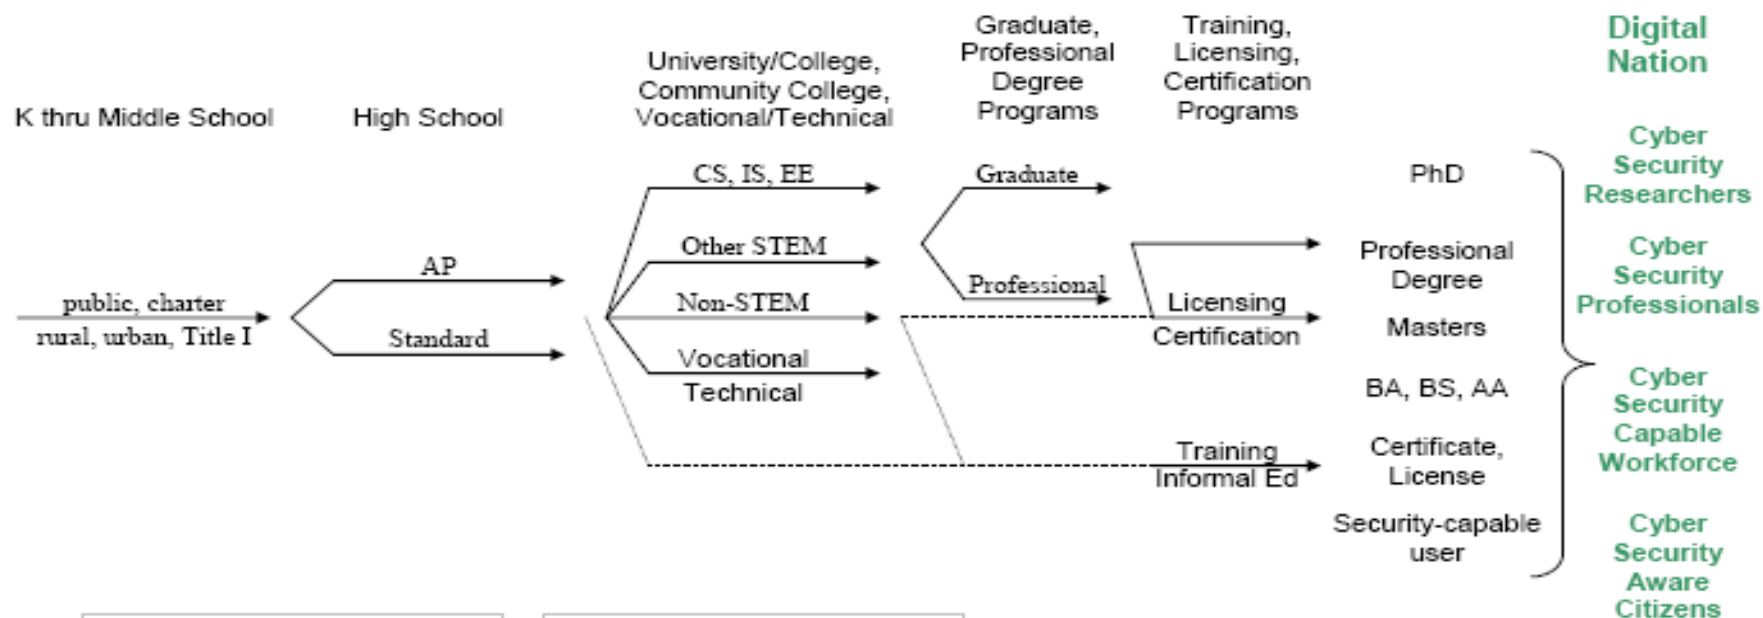 K thru Middle School
High School
University/College,
Community College,
Vocational/Technical
Graduate,
Professional
Degree
Programs
Training,
Licensing,
Certification
Programs
Digital
Nation
public, charter
rural, urban, Title I
AP
Standard
CS, IS, EE
Other STEM
Non-STEM
Vocational
Technical
Graduate
Professional
Licensing
Certification
Training
Informal Ed
PhD
Professional
Degree
Masters
BA, BS, AA
Certificate,
License
Security-capable
user
Cyber
Security
Researchers
Cyber
Security
Professionals
Cyber
Security
Capable
Workforce
Cyber
Security
Aware
Citizens